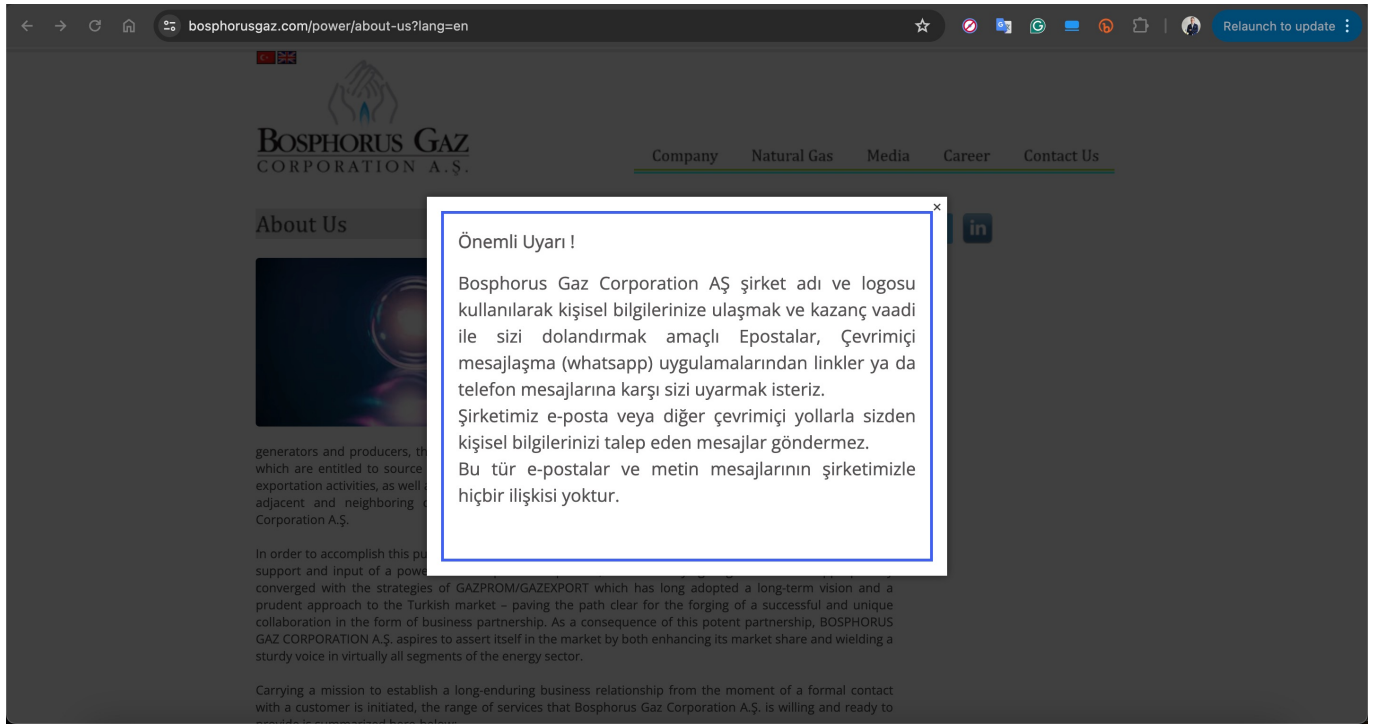 bosphorusgaz.com/power/about-us?lang=en
Relaunch to update
BOSPHORUS GAZ
CORPORATION A.Ş.
Company Natural Gas Media Career Contact Us
About Us
in
×
Önemli Uyarı !
Bosphorus Gaz Corporation AŞ şirket adı ve logosu
kullanılarak kişisel bilgilerinize ulaşmak ve kazanç vaadi
ile sizi dolandırmak amaçlı Epostalar, Çevrimiçi
mesajlaşma (whatsapp) uygulamalarından linkler ya da
telefon mesajlarına karşı sizi uyarmak isteriz.
Şirketimiz e-posta veya diğer çevrimiçi yollarla sizden
kişisel bilgilerinizi talep eden mesajlar göndermez.
Bu tür e-postalar ve metin mesajlarının şirketimizle
hiçbir ilişkisi yoktur.
generators and producers,
which are entitled to source
exportation activities, as well
adjacent and neighboring
Corporation A.Ş.
In order to accomplish this
support and input of a
converged with the strategies of GAZPROM/GAZEXPORT which has long adopted a long-term vision and a
prudent approach to the Turkish market – paving the path clear for the forging of a successful and unique
collaboration in the form of business partnership. As a consequence of this potent partnership, BOSPHORUS
GAZ CORPORATION A.Ş. aspires to assert itself in the market by both enhancing its market share and wielding a
sturdy voice in virtually all segments of the energy sector.
Carrying a mission to establish a long-enduring business relationship from the moment of a formal contact
with a customer is initiated, the range of services that Bosphorus Gaz Corporation A.Ş. is willing and ready to